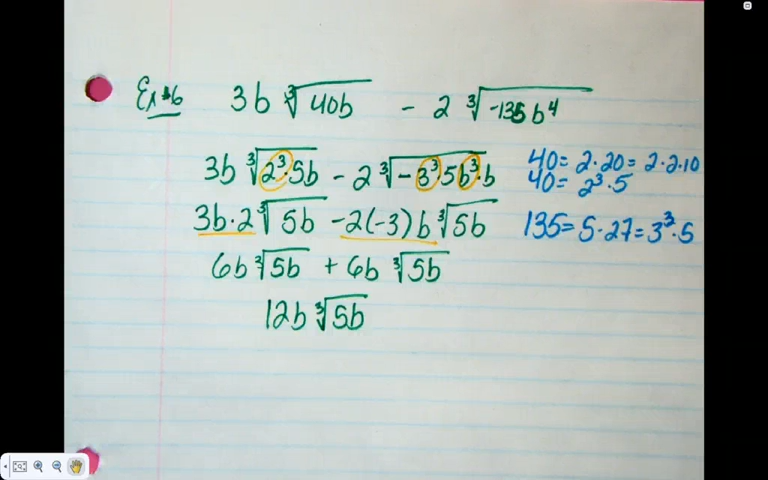 Ex #6 3b ∛40b - 2 ∛-135b⁴
3b ∛2³·5b - 2 ∛-3³5b³·b
3b·2 ∛5b - 2(-3)b ∛5b
6b ∛5b + 6b ∛5b
12b ∛5b
40 = 2·20 = 2·2·10
40 = 2³·5
135 = 5·27 = 3³·5